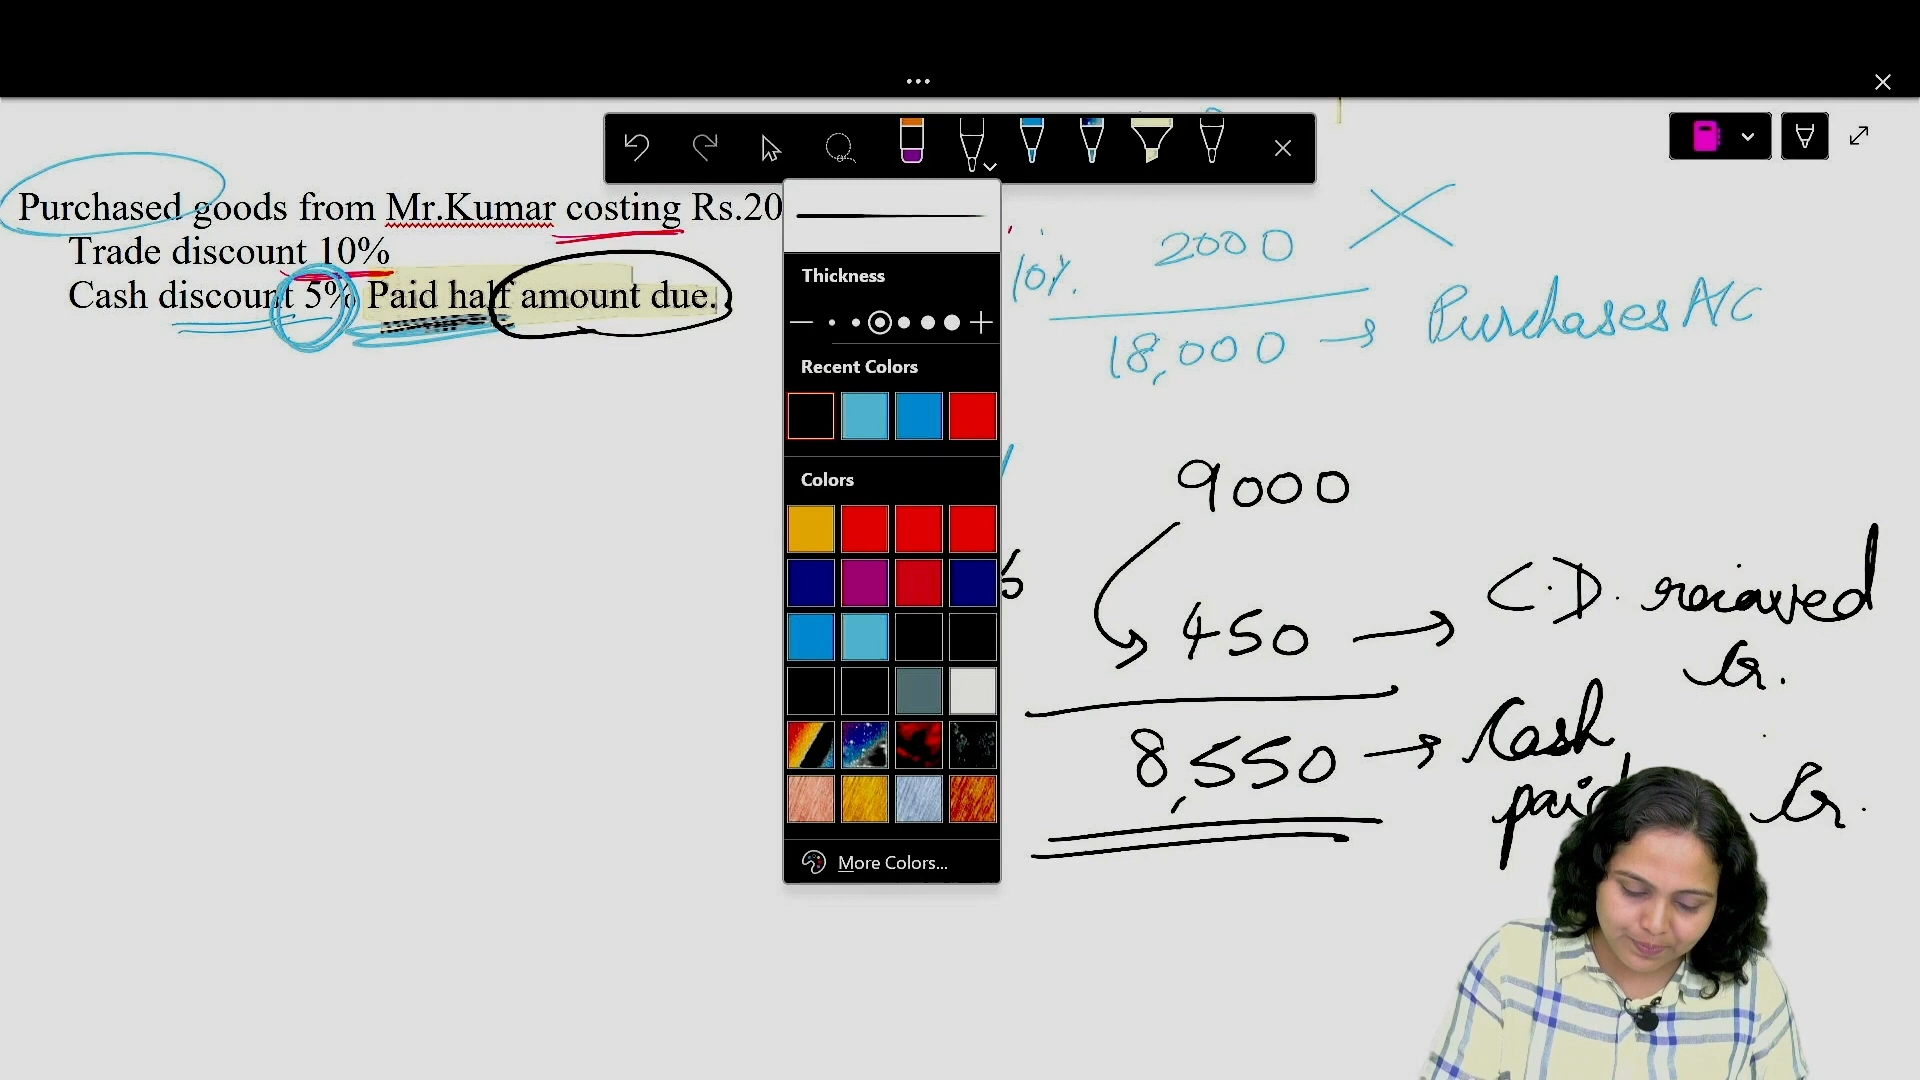 ...
Purchased goods from Mr.Kumar costing Rs.20
Trade discount 10%
Cash discount 5% Paid half amount due.
Thickness
Recent Colors
Colors
More Colors...
10%. 2000
18,000 → Purchases A/C
9000
450 → C.D. received
Cr.
8,550 → Cash
paid Cr.